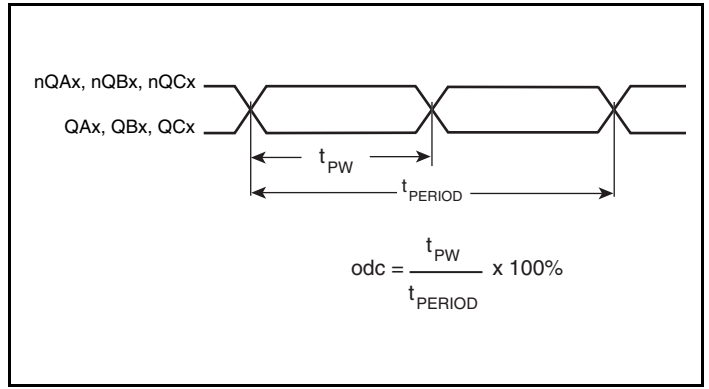 nQAx, nQBx, nQCx
QAx, QBx, QCx
tPW
tPERIOD
odc = tPW / tPERIOD x 100%